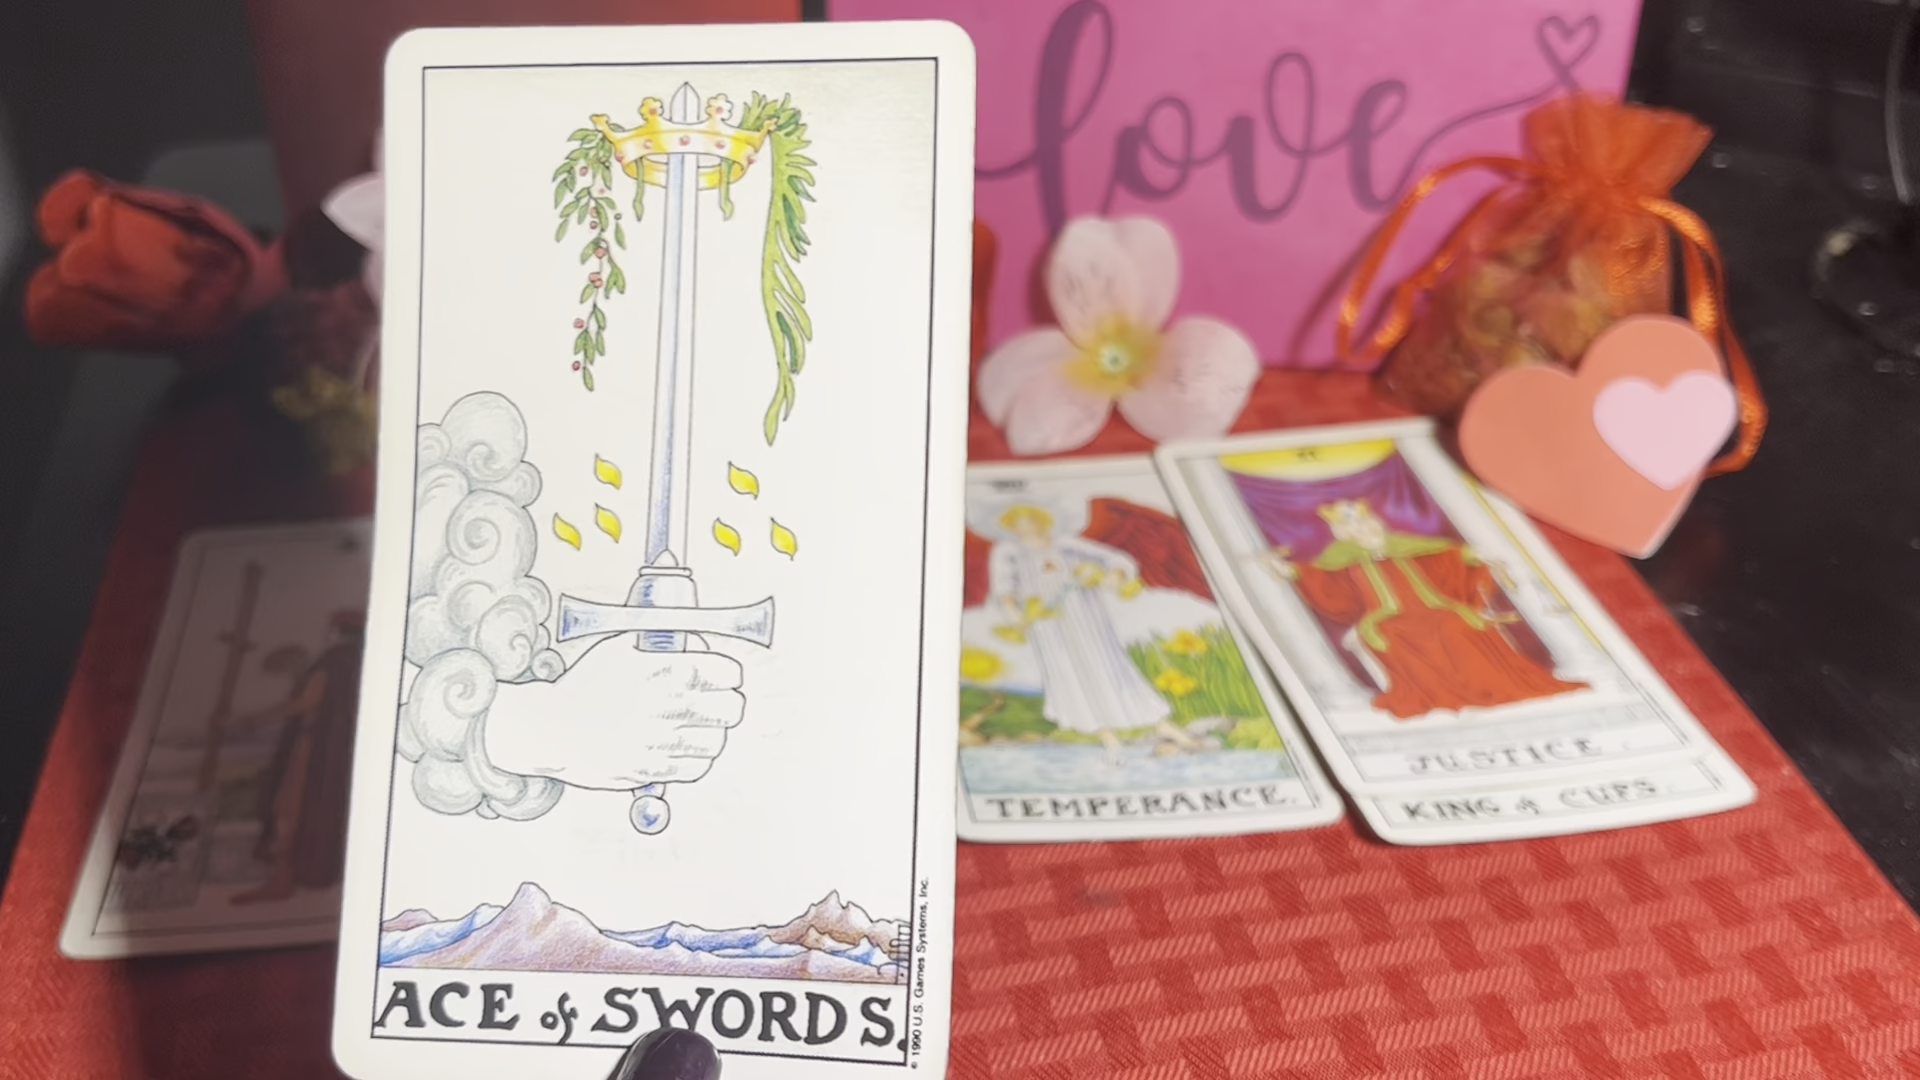 love
ACE of SWORDS.
© 1990 U.S. Games Systems, Inc.
TEMPERANCE.
JUSTICE.
KING of CUPS.